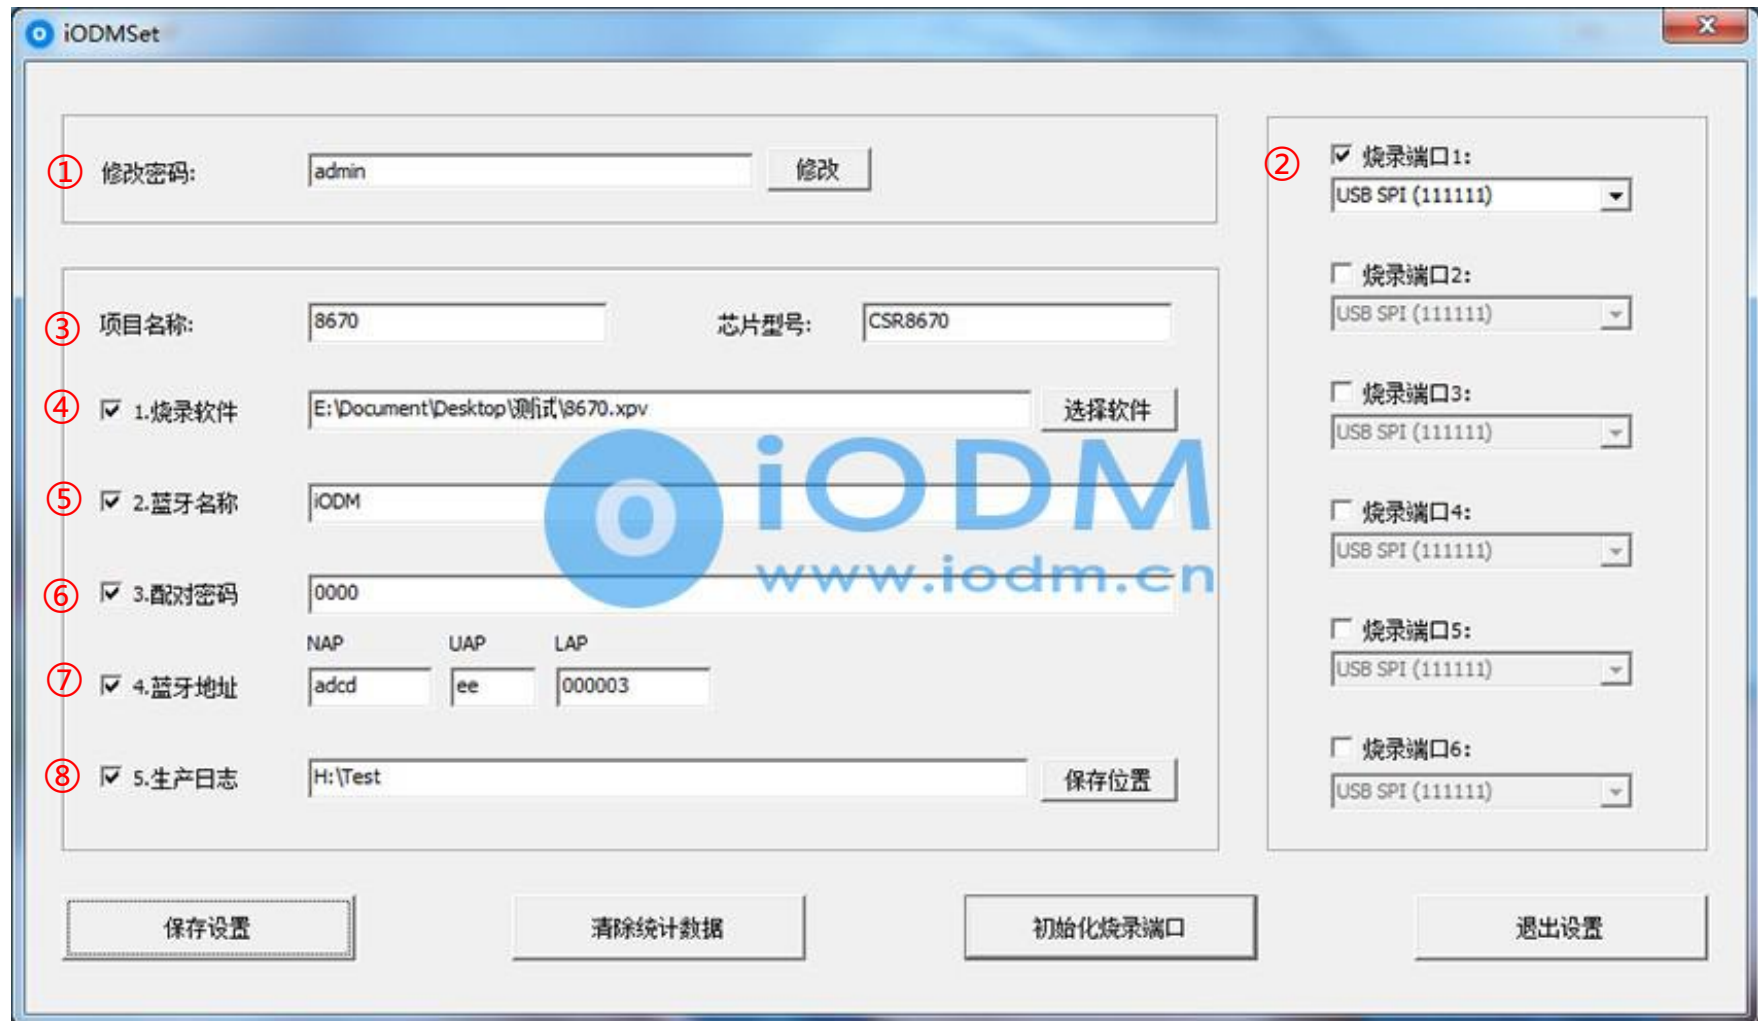 iODMSet
① 修改密码: admin 修改
③ 项目名称: 8670 芯片型号: CSR8670
④ 1.烧录软件 E:\Document\Desktop\测试\8670.xpv 选择软件
iODM
⑤ 2.蓝牙名称 iODM
www.iodm.cn
⑥ 3.配对密码 0000
NAP UAP LAP
⑦ 4.蓝牙地址 adcd ee 000003
⑧ 5.生产日志 H:\Test 保存位置
② 烧录端口1:
USB SPI (111111)
烧录端口2:
USB SPI (111111)
烧录端口3:
USB SPI (111111)
烧录端口4:
USB SPI (111111)
烧录端口5:
USB SPI (111111)
烧录端口6:
USB SPI (111111)
保存设置 清除统计数据 初始化烧录端口 退出设置